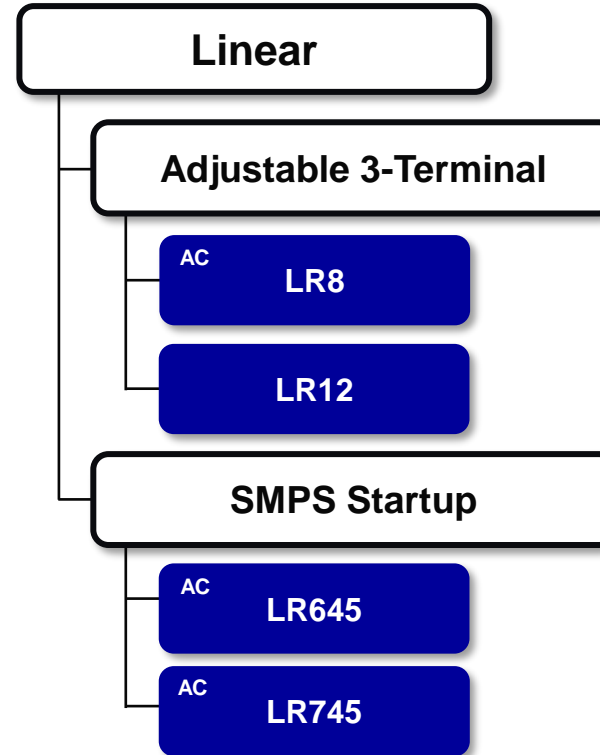 Linear
Adjustable 3-Terminal
AC
LR8
LR12
SMPS Startup
AC
LR645
AC
LR745